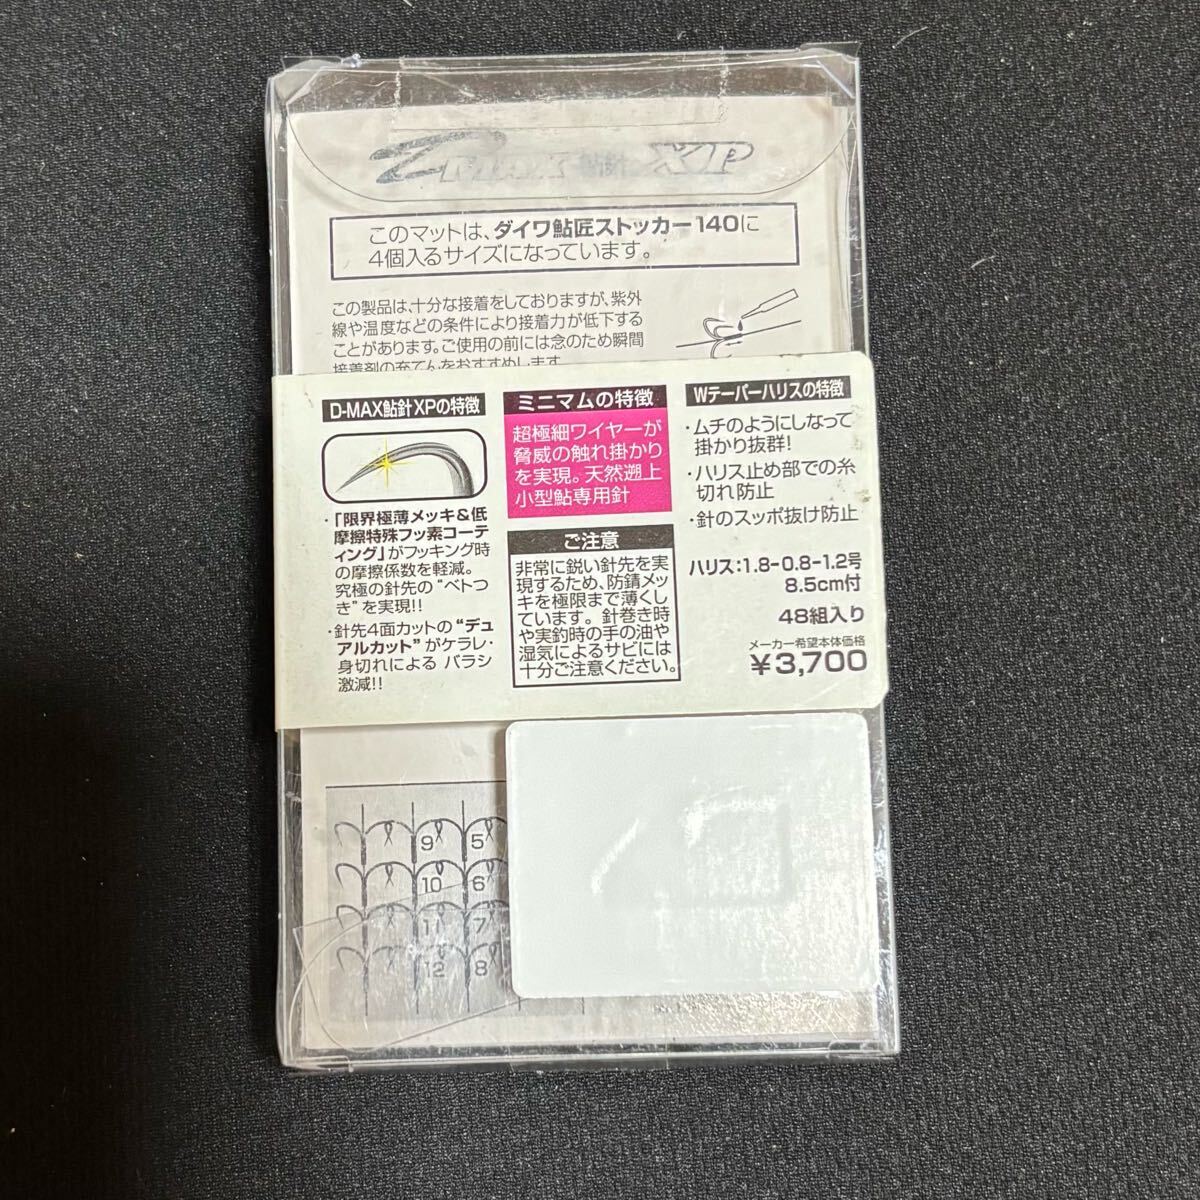 MAX 鮎針 XP
このマットは、ダイワ鮎匠ストッカー140に
4個入るサイズになっています。
この製品は、十分な接着をしておりますが、紫外
線や温度などの条件により接着力が低下する
ことがあります。ご使用の前には念のため瞬間
接着剤の充てんをおすすめします。
D-MAX鮎針XPの特徴
・「限界極薄メッキ&低
摩擦特殊フッ素コーテ
ィング」がフッキング時
の摩擦係数を軽減。
究極の針先の“ベトつ
き”を実現!!
・針先4面カットの“デュ
アルカット”がケラレ・
身切れによる バラシ
激減!!
ミニマムの特徴
超極細ワイヤーが
脅威の触れ掛かり
を実現。天然遡上
小型鮎専用針
ご注意
非常に鋭い針先を実
現するため、防錆メッ
キを極限まで薄くし
ています。針巻き時
や実釣時の手の油や
湿気によるサビには
十分ご注意ください。
Wテーパーハリスの特徴
・ムチのようにしなって
掛かり抜群!
・ハリス止め部での糸
切れ防止
・針のスッポ抜け防止
ハリス:1.8-0.8-1.2号
8.5cm付
48組入り
メーカー希望本体価格
¥3,700
9 5
10 6
11 7
12 8